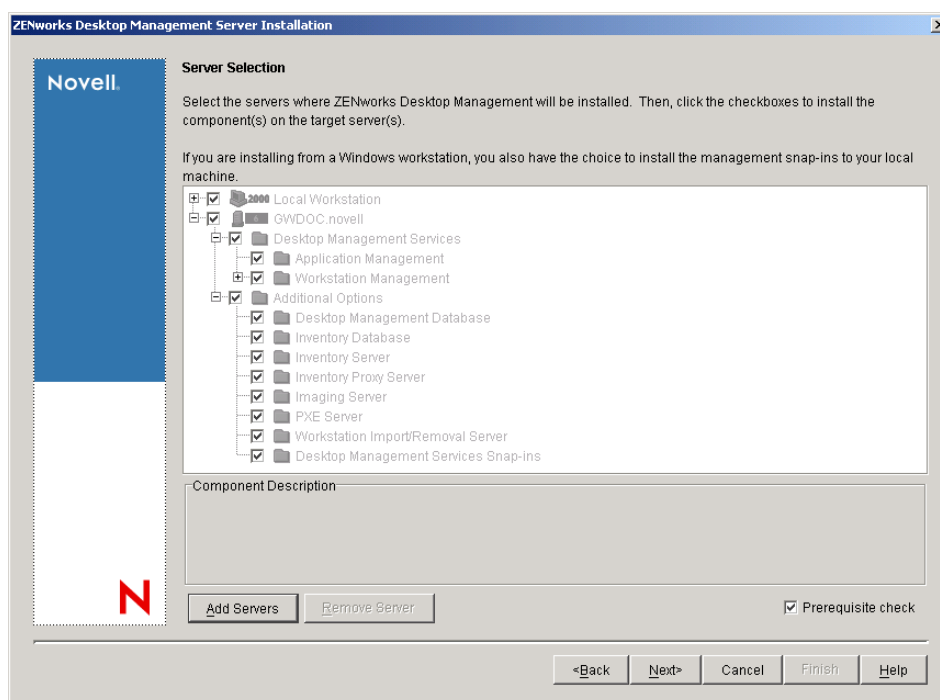 ZENworks Desktop Management Server Installation
Novell.
Server Selection
Select the servers where ZENworks Desktop Management will be installed. Then, click the checkboxes to install the
component(s) on the target server(s).
If you are installing from a Windows workstation, you also have the choice to install the management snap-ins to your local
machine.
2000 Local Workstation
6 GWDOC.novell
Desktop Management Services
Application Management
Workstation Management
Additional Options
Desktop Management Database
Inventory Database
Inventory Server
Inventory Proxy Server
Imaging Server
PXE Server
Workstation Import/Removal Server
Desktop Management Services Snap-ins
Component Description
N
Add Servers
Remove Server
Prerequisite check
<Back
Next>
Cancel
Finish
Help